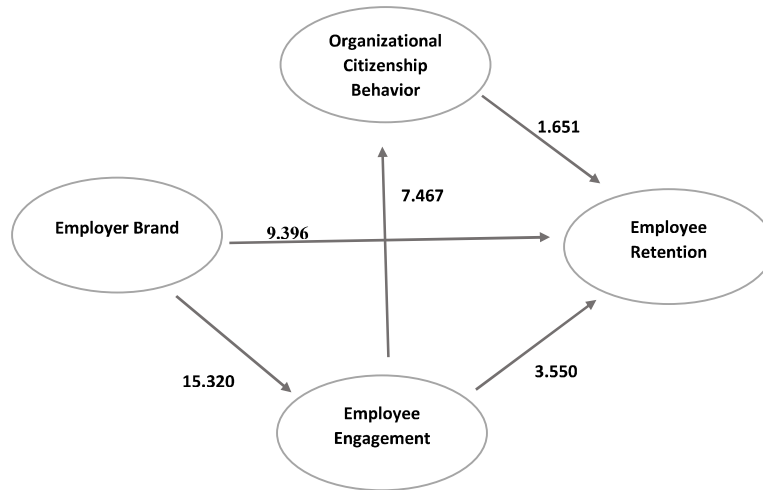 Organizational
Citizenship
Behavior
1.651
7.467
Employer Brand
9.396
Employee
Retention
15.320
3.550
Employee
Engagement